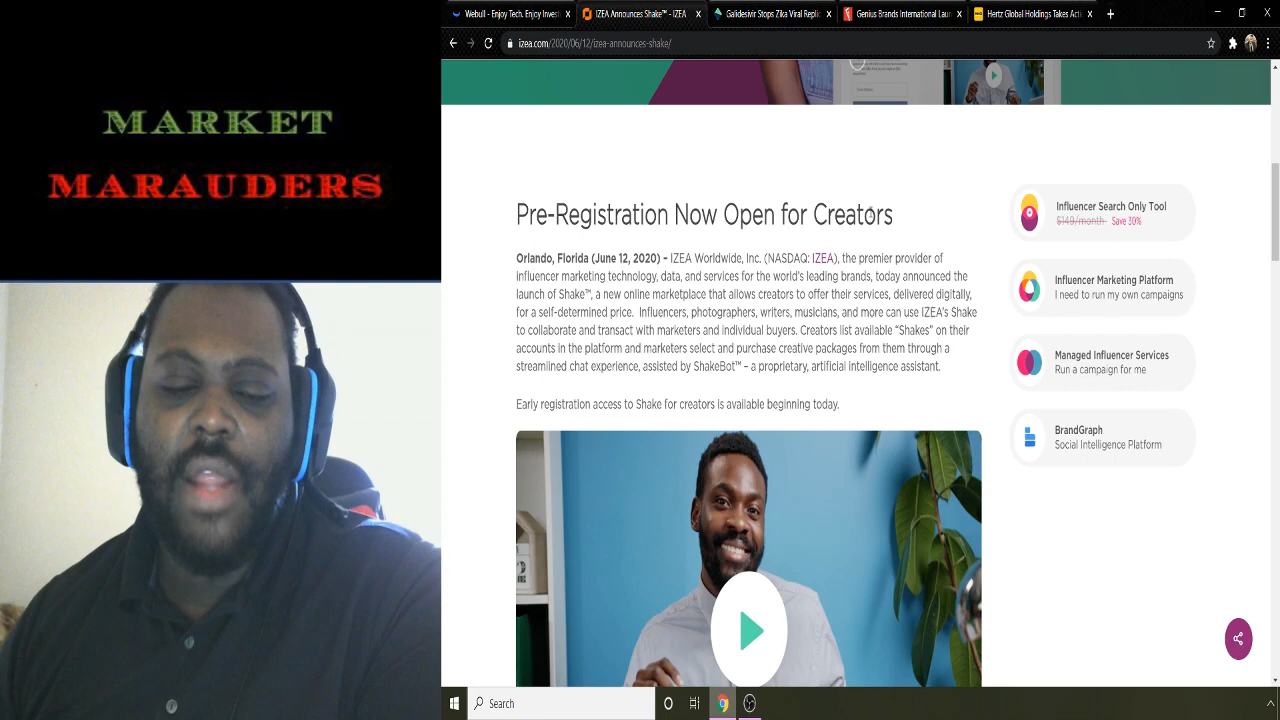 MARKET
MARAUDERS
Webull - Enjoy Tech. Enjoy Invest
IZEA Announces Shake™ - IZEA
Galidesivir Stops Zika Viral Replic
Genius Brands International Laun
Hertz Global Holdings Takes Acti
izea.com/2020/06/12/izea-announces-shake/
Pre-Registration Now Open for Creators
Orlando, Florida (June 12, 2020) – IZEA Worldwide, Inc. (NASDAQ: IZEA), the premier provider of
influencer marketing technology, data, and services for the world's leading brands, today announced the
launch of Shake™, a new online marketplace that allows creators to offer their services, delivered digitally,
for a self-determined price. Influencers, photographers, writers, musicians, and more can use IZEA's Shake
to collaborate and transact with marketers and individual buyers. Creators list available “Shakes” on their
accounts in the platform and marketers select and purchase creative packages from them through a
streamlined chat experience, assisted by ShakeBot™ – a proprietary, artificial intelligence assistant.
Early registration access to Shake for creators is available beginning today.
Influencer Search Only Tool
$149/month Save 30%
Influencer Marketing Platform
I need to run my own campaigns
Managed Influencer Services
Run a campaign for me
BrandGraph
Social Intelligence Platform
Search